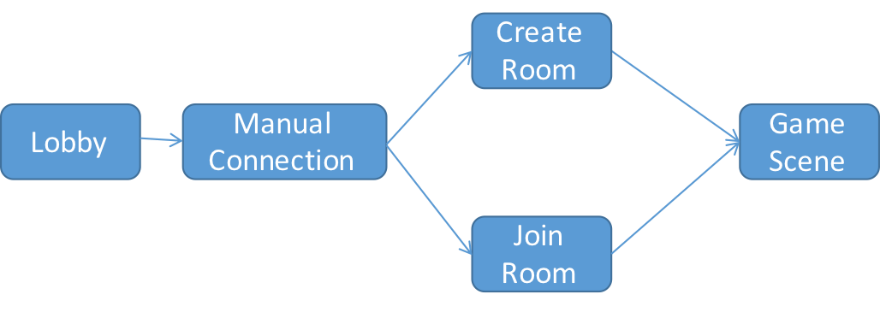 Lobby
Manual
Connection
Create
Room
Join
Room
Game
Scene